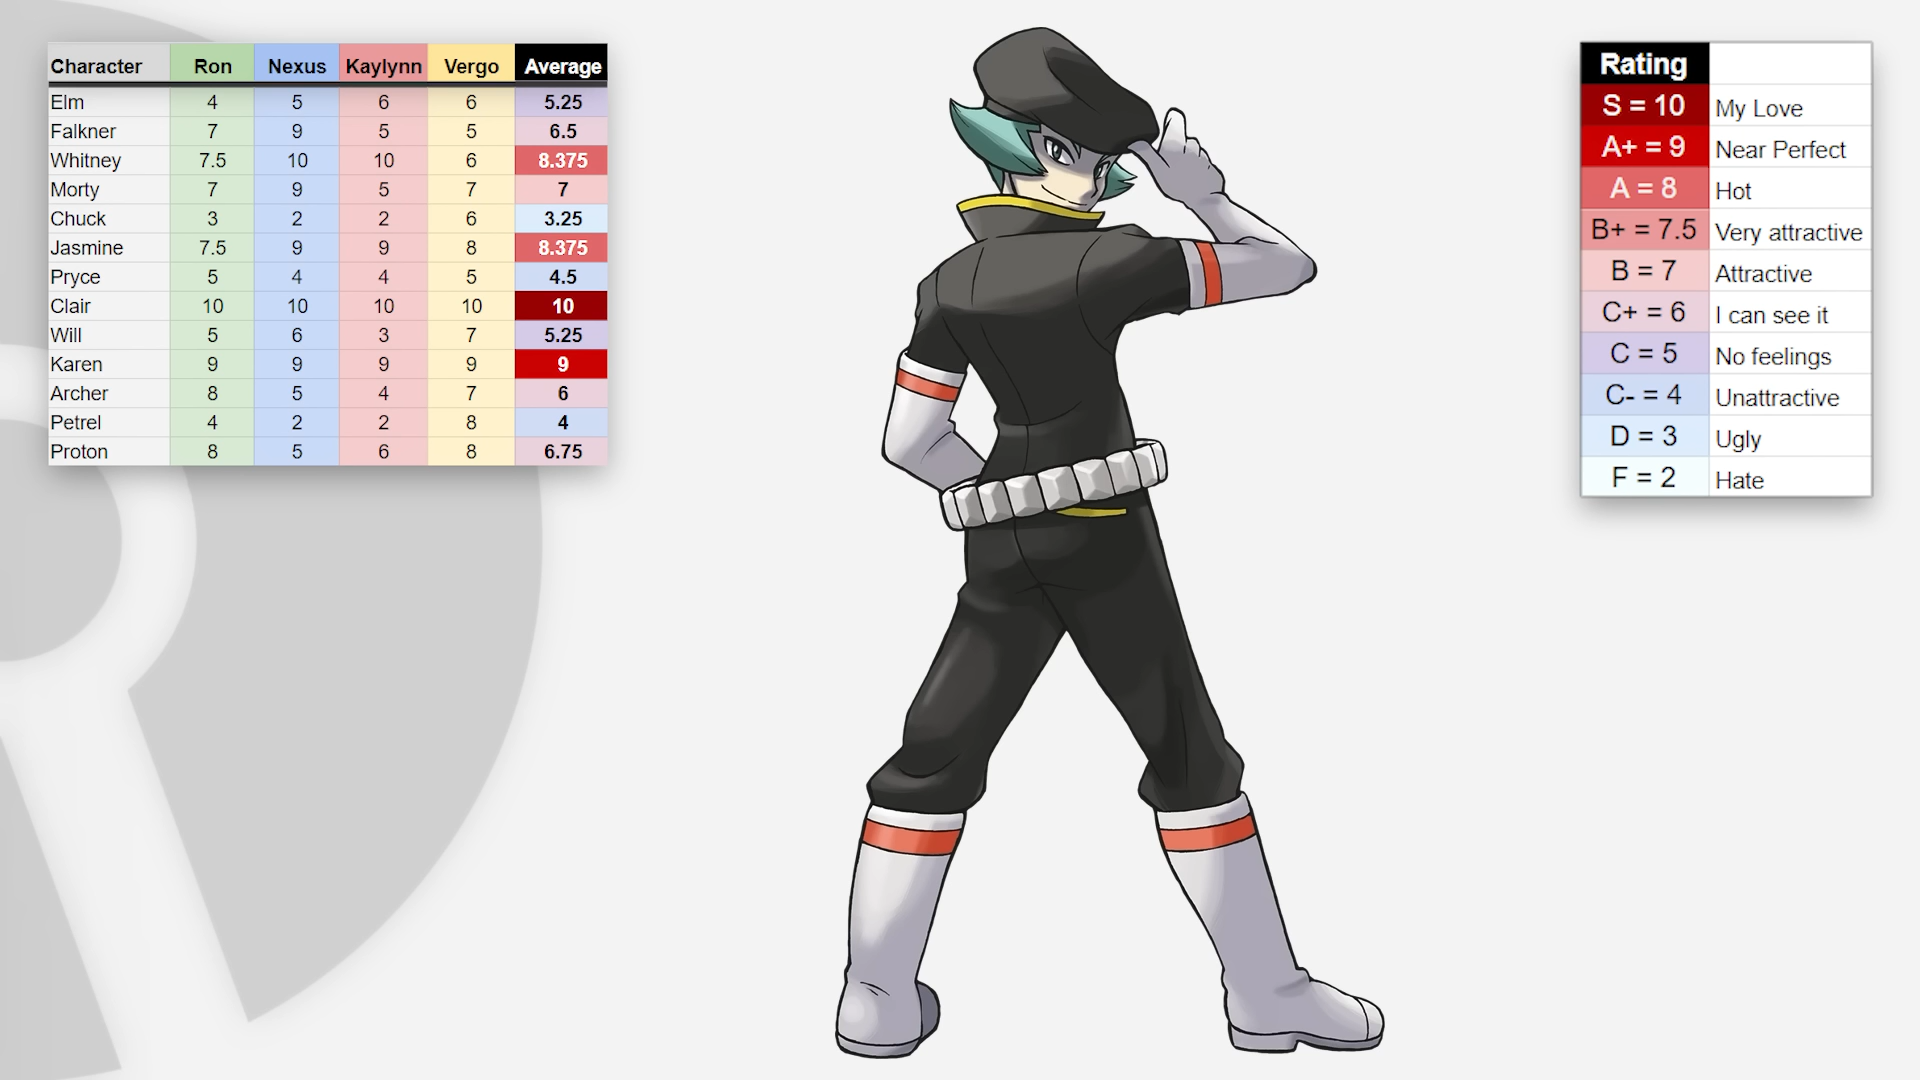 Character Ron Nexus Kaylynn Vergo Average
Elm 4 5 6 6 5.25
Falkner 7 9 5 5 6.5
Whitney 7.5 10 10 6 8.375
Morty 7 9 5 7 7
Chuck 3 2 2 6 3.25
Jasmine 7.5 9 9 8 8.375
Pryce 5 4 4 5 4.5
Clair 10 10 10 10 10
Will 5 6 3 7 5.25
Karen 9 9 9 9 9
Archer 8 5 4 7 6
Petrel 4 2 2 8 4
Proton 8 5 6 8 6.75
Rating
S = 10 My Love
A+ = 9 Near Perfect
A = 8 Hot
B+ = 7.5 Very attractive
B = 7 Attractive
C+ = 6 I can see it
C = 5 No feelings
C- = 4 Unattractive
D = 3 Ugly
F = 2 Hate